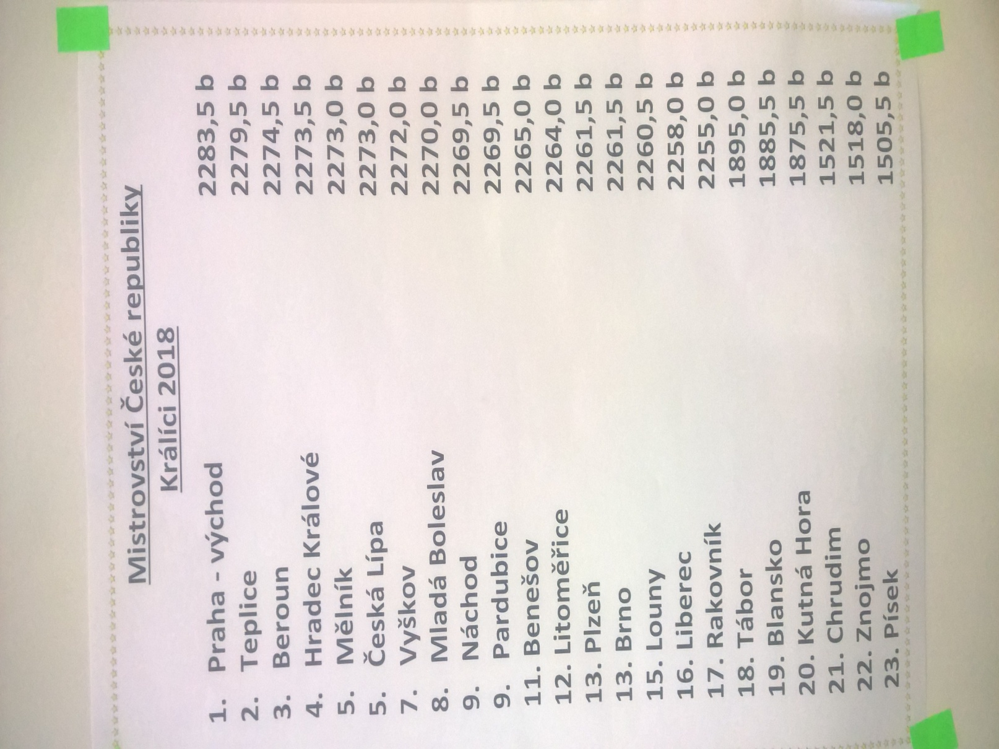 Mistrovství České republiky
Králíci 2018
1. Praha - východ 2283,5 b
2. Teplice 2279,5 b
3. Beroun 2274,5 b
4. Hradec Králové 2273,5 b
5. Mělník 2273,0 b
5. Česká Lípa 2273,0 b
7. Vyškov 2272,0 b
8. Mladá Boleslav 2270,0 b
9. Náchod 2269,5 b
9. Pardubice 2269,5 b
11. Benešov 2265,0 b
12. Litoměřice 2264,0 b
13. Plzeň 2261,5 b
13. Brno 2261,5 b
15. Louny 2260,5 b
16. Liberec 2258,0 b
17. Rakovník 2255,0 b
18. Tábor 1895,0 b
19. Blansko 1885,5 b
20. Kutná Hora 1875,5 b
21. Chrudim 1521,5 b
22. Znojmo 1518,0 b
23. Písek 1505,5 b